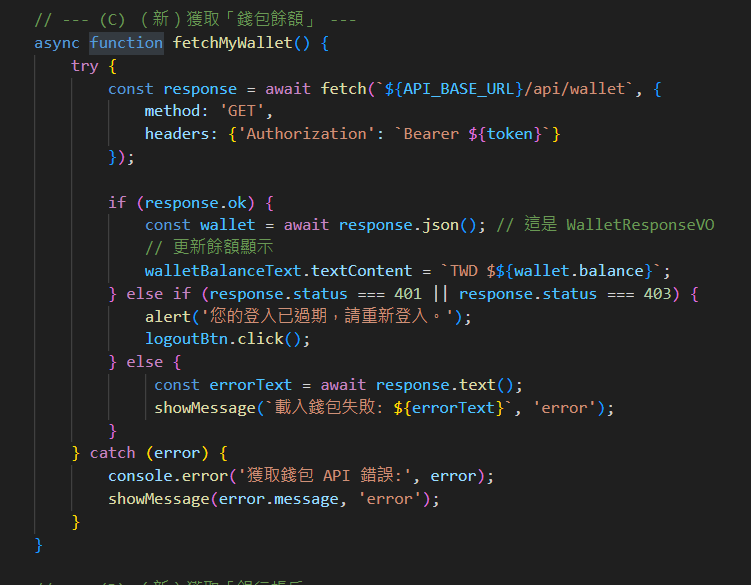 // --- (C) （新）獲取「錢包餘額」 ---
async function fetchMyWallet() {
    try {
        const response = await fetch(`${API_BASE_URL}/api/wallet`, {
            method: 'GET',
            headers: {'Authorization': `Bearer ${token}`}
        });

        if (response.ok) {
            const wallet = await response.json(); // 這是 WalletResponseVO
            // 更新餘額顯示
            walletBalanceText.textContent = `TWD $${wallet.balance}`;
        } else if (response.status === 401 || response.status === 403) {
            alert('您的登入已過期，請重新登入。');
            logoutBtn.click();
        } else {
             const errorText = await response.text();
             showMessage(`載入錢包失敗: ${errorText}`, 'error');
        }
    } catch (error) {
        console.error('獲取錢包 API 錯誤:', error);
        showMessage(error.message, 'error');
    }
}